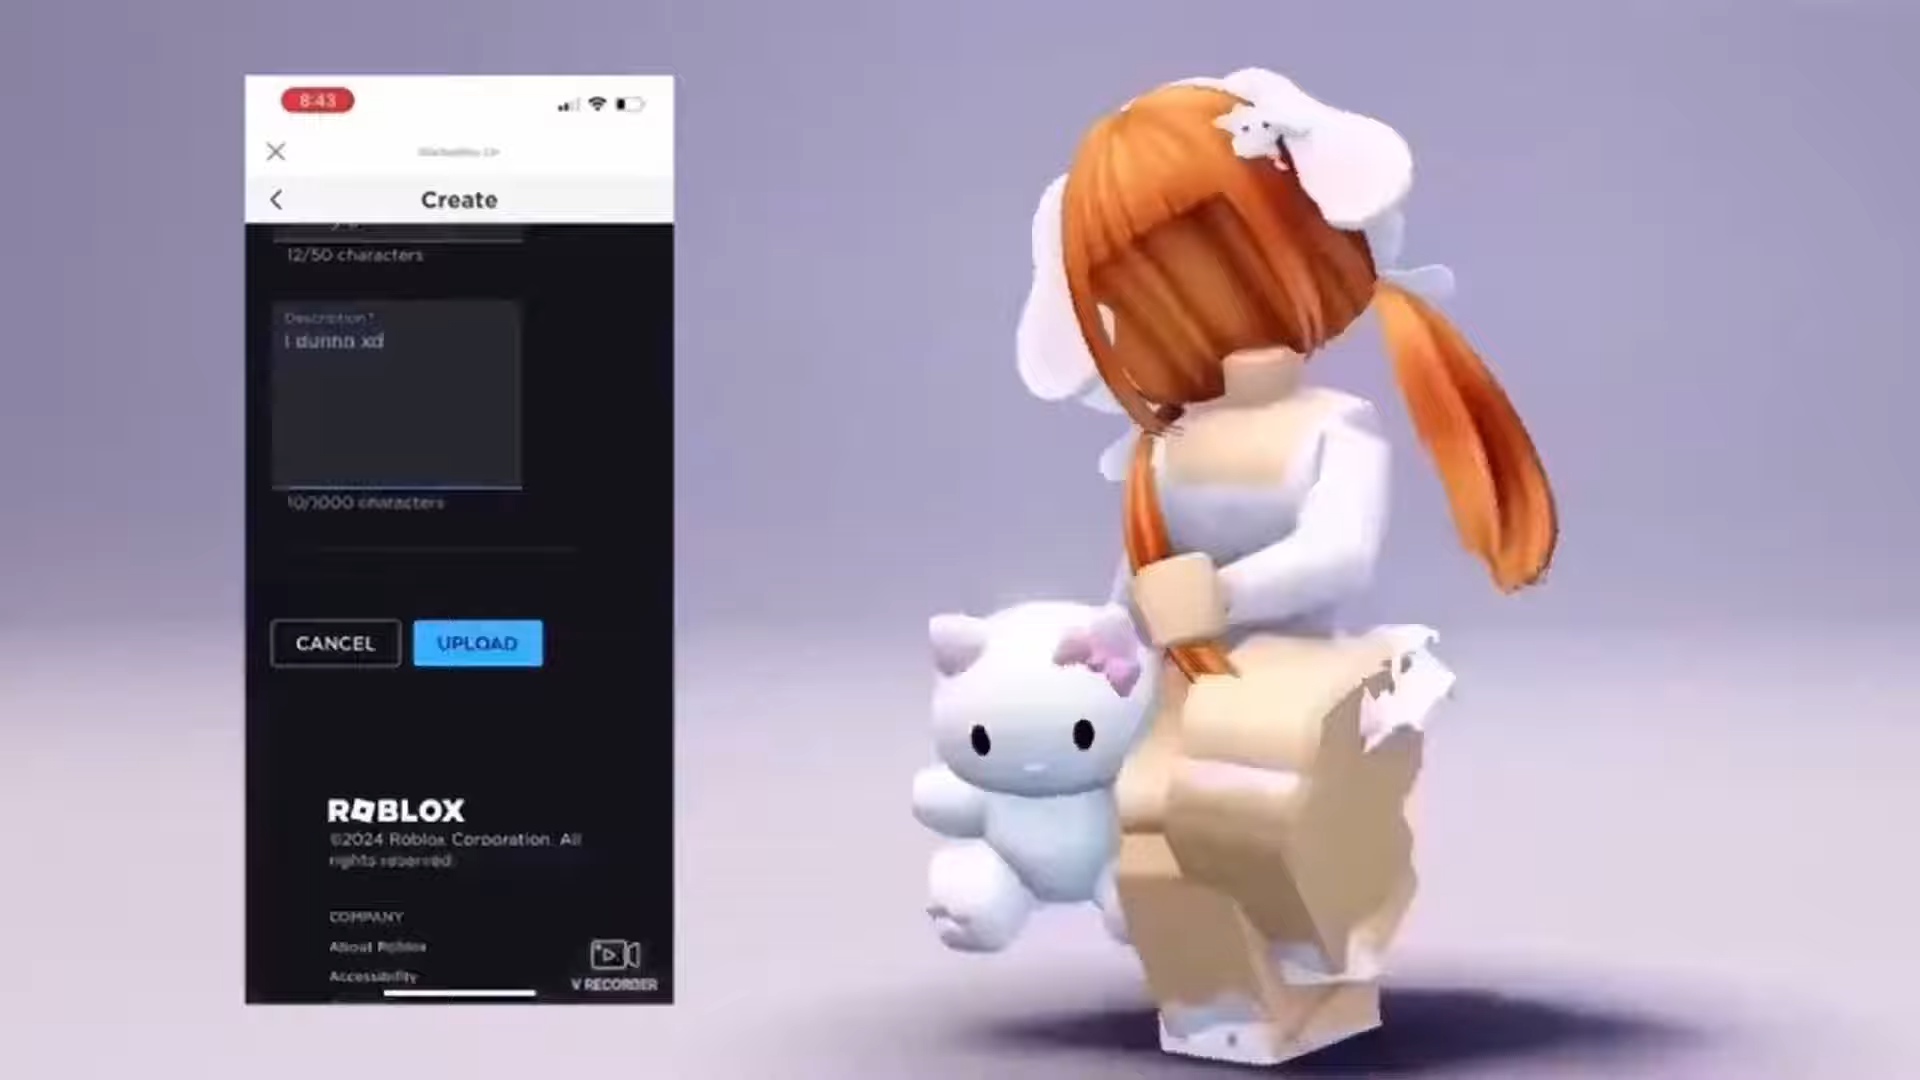 8:43
Create
12/50 characters
Description *
I dunno xd
10/1000 characters
CANCEL
UPLOAD
ROBLOX
©2024 Roblox Corporation. All
rights reserved.
COMPANY
About Roblox
Accessibility
V RECORDER